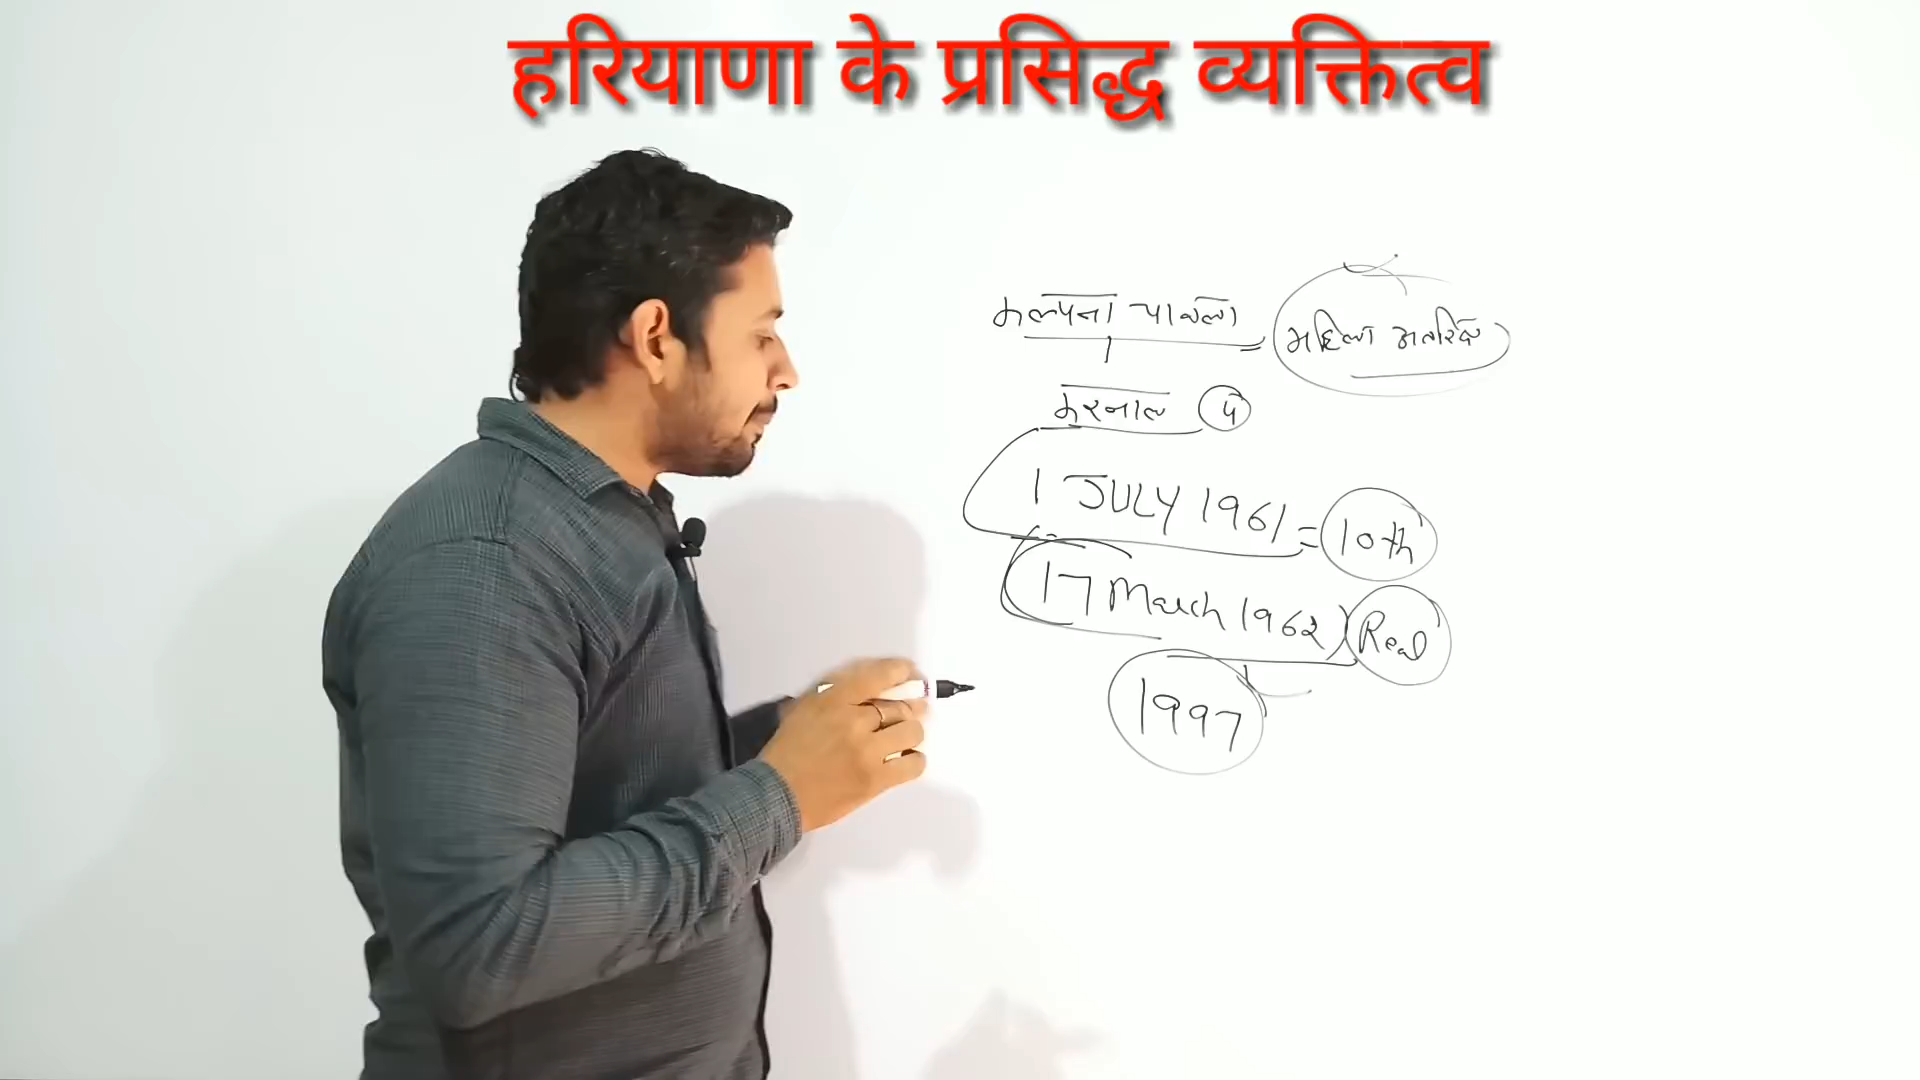 हरियाणा के प्रसिद्ध व्यक्तित्व
कल्पना चावला = महिला अंतरिक्ष
करनाल
1 JULY 1961 = 10th
17 March 1962 Real
1997